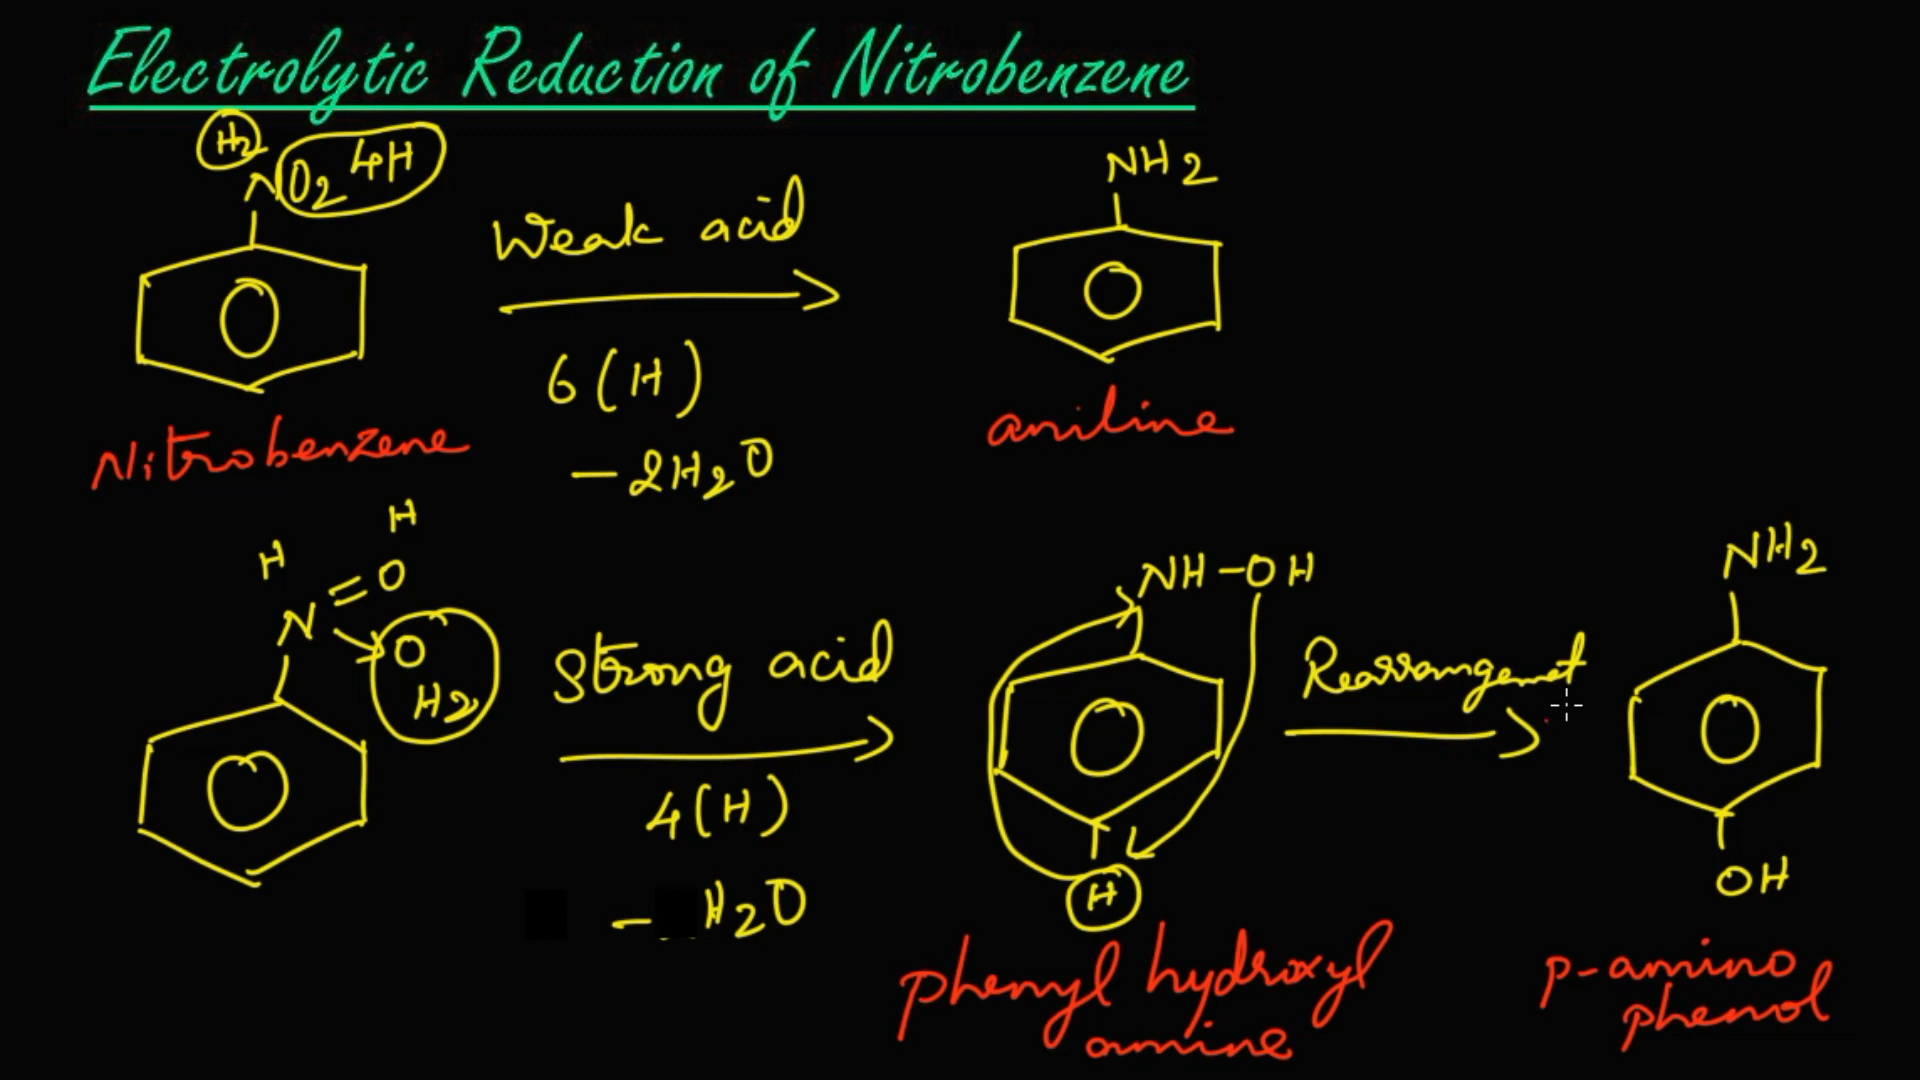 Electrolytic Reduction of Nitrobenzene
H2
NO2 4H
Weak acid
6(H)
-2H2O
NH2
Nitrobenzene
aniline
H
H
N=O
O
H2
Strong acid
4(H)
- H2O
NH-OH
H
Rearrangemet
NH2
OH
phenyl hydroxyl
amine
p-amino
phenol